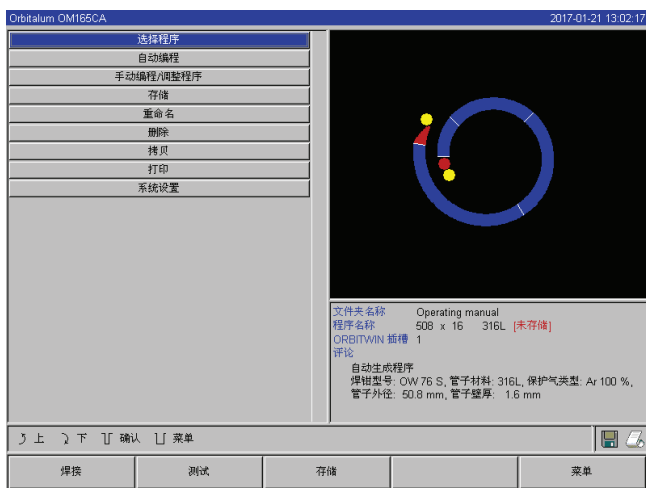 Orbitalum OM165CA 2017-01-21 13:02:17
选择程序
自动编程
手动编程/调整程序
存储
重命名
删除
拷贝
打印
系统设置
文件夹名称 Operating manual
程序名称 508 x 16 316L [未存储]
ORBITWIN 插槽 1
评论
自动生成程序
焊钳型号: OW 76 S, 管子材料: 316L, 保护气类型: Ar 100 %,
管子外径: 50.8 mm, 管子壁厚: 1.6 mm
上 下 确认 菜单
焊接 测试 存储 菜单